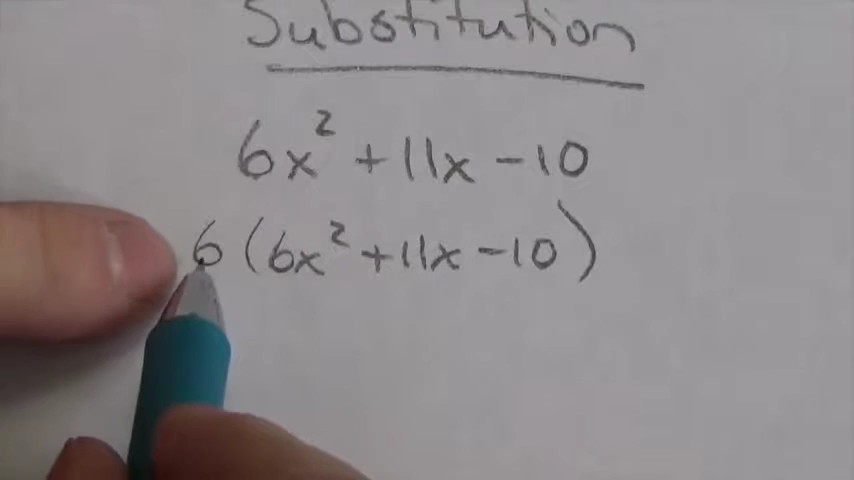 Substitution
6x² + 11x - 10
6 (6x² + 11x - 10)